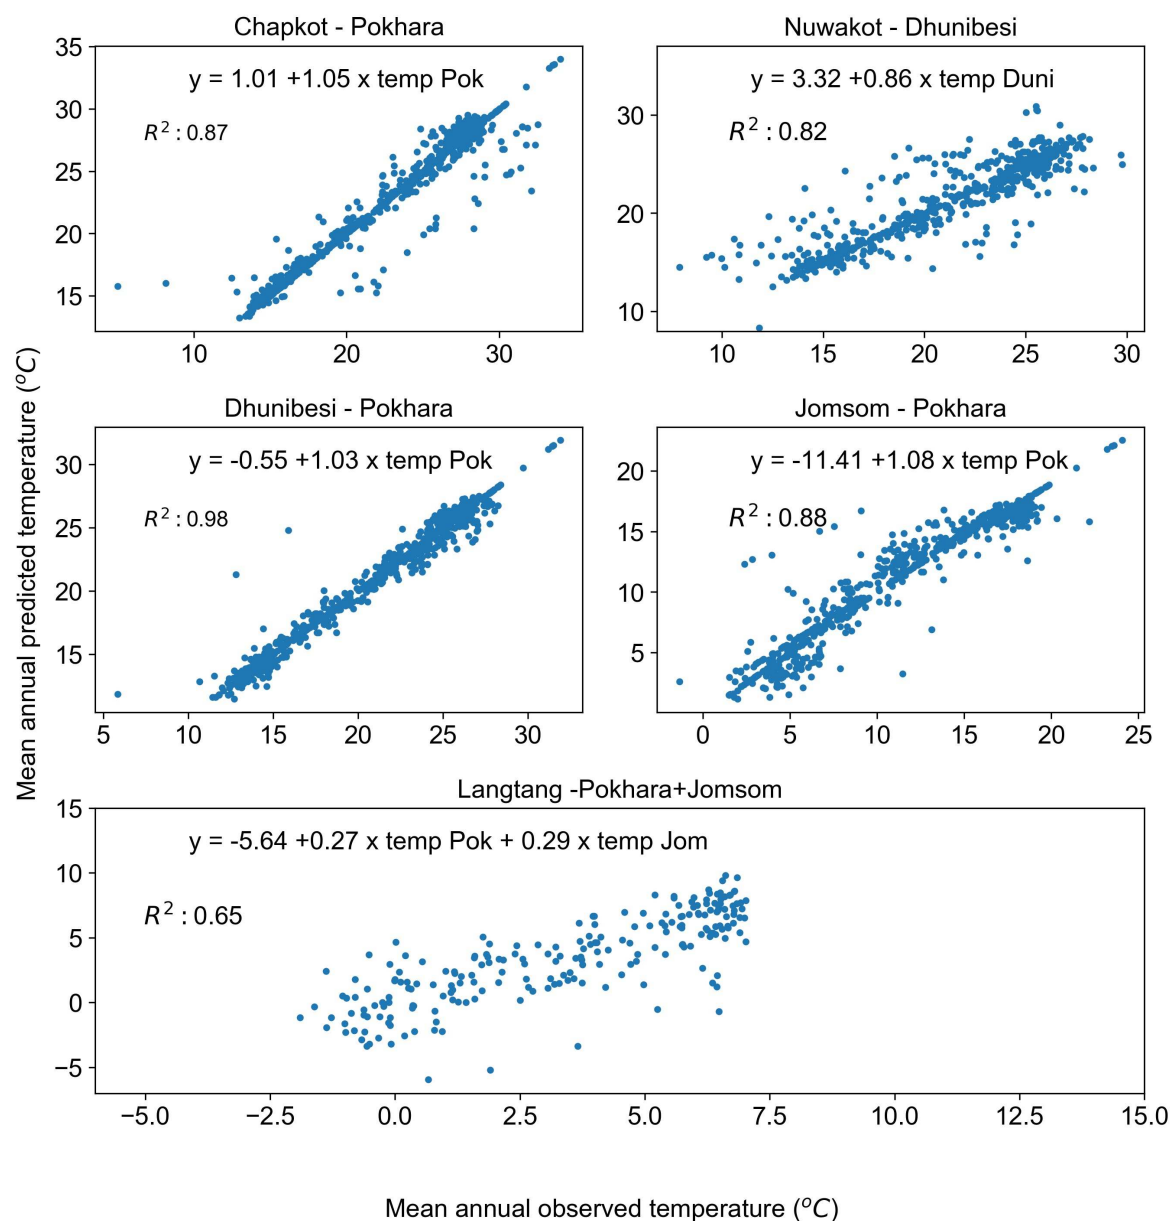 Chapkot - Pokhara
y = 1.01 +1.05 x temp Pok
R² : 0.87
35
30
25
20
15
10 20 30
Nuwakot - Dhunibesi
y = 3.32 +0.86 x temp Duni
R² : 0.82
30
20
10
10 15 20 25 30
Mean annual predicted temperature (°C)
Dhunibesi - Pokhara
y = -0.55 +1.03 x temp Pok
R² : 0.98
30
25
20
15
5 10 15 20 25 30
Jomsom - Pokhara
y = -11.41 +1.08 x temp Pok
R² : 0.88
20
15
10
5
0 5 10 15 20 25
Langtang -Pokhara+Jomsom
y = -5.64 +0.27 x temp Pok + 0.29 x temp Jom
R² : 0.65
15
10
5
0
−5
−5.0 −2.5 0.0 2.5 5.0 7.5 10.0 12.5 15.0
Mean annual observed temperature (°C)